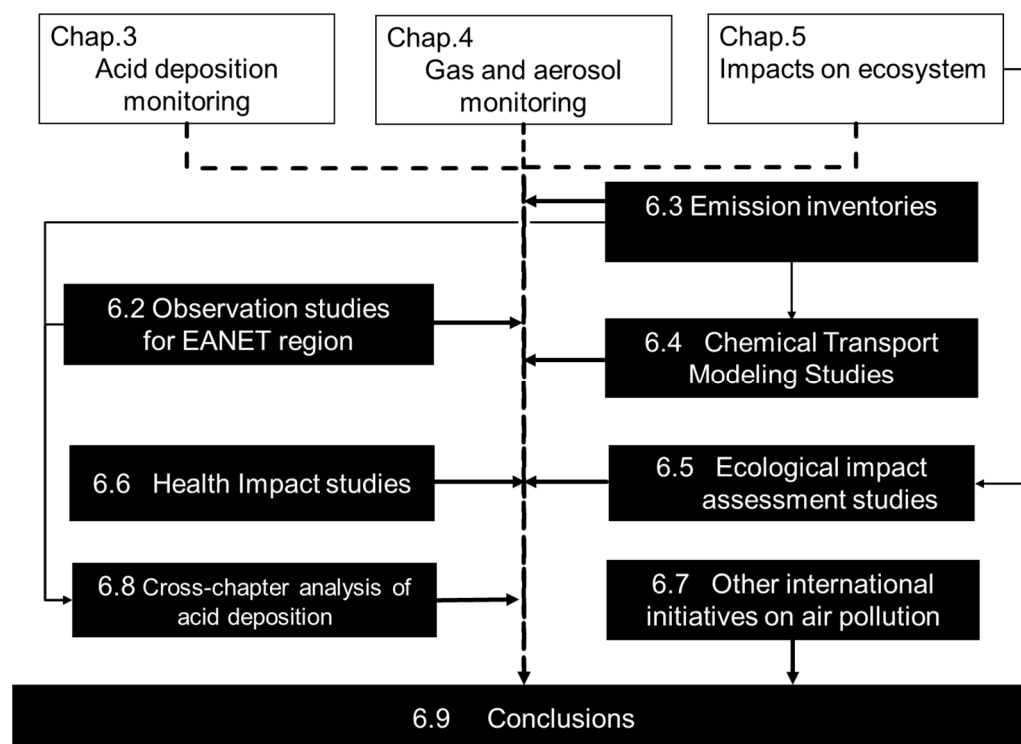 Chap.3
Acid deposition
monitoring
Chap.4
Gas and aerosol
monitoring
Chap.5
Impacts on ecosystem
6.3 Emission inventories
6.2 Observation studies
for EANET region
6.4 Chemical Transport
Modeling Studies
6.6 Health Impact studies
6.5 Ecological impact
assessment studies
6.8 Cross-chapter analysis of
acid deposition
6.7 Other international
initiatives on air pollution
6.9 Conclusions